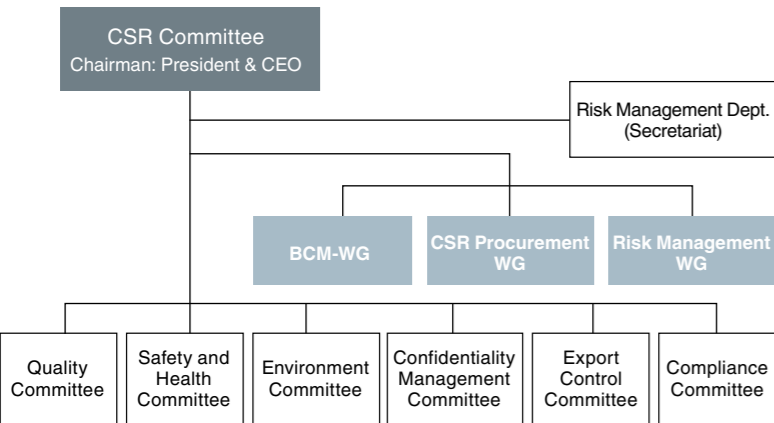 CSR Committee
Chairman: President & CEO
Risk Management Dept.
(Secretariat)
BCM-WG
CSR Procurement
WG
Risk Management
WG
Quality
Committee
Safety and
Health
Committee
Environment
Committee
Confidentiality
Management
Committee
Export
Control
Committee
Compliance
Committee